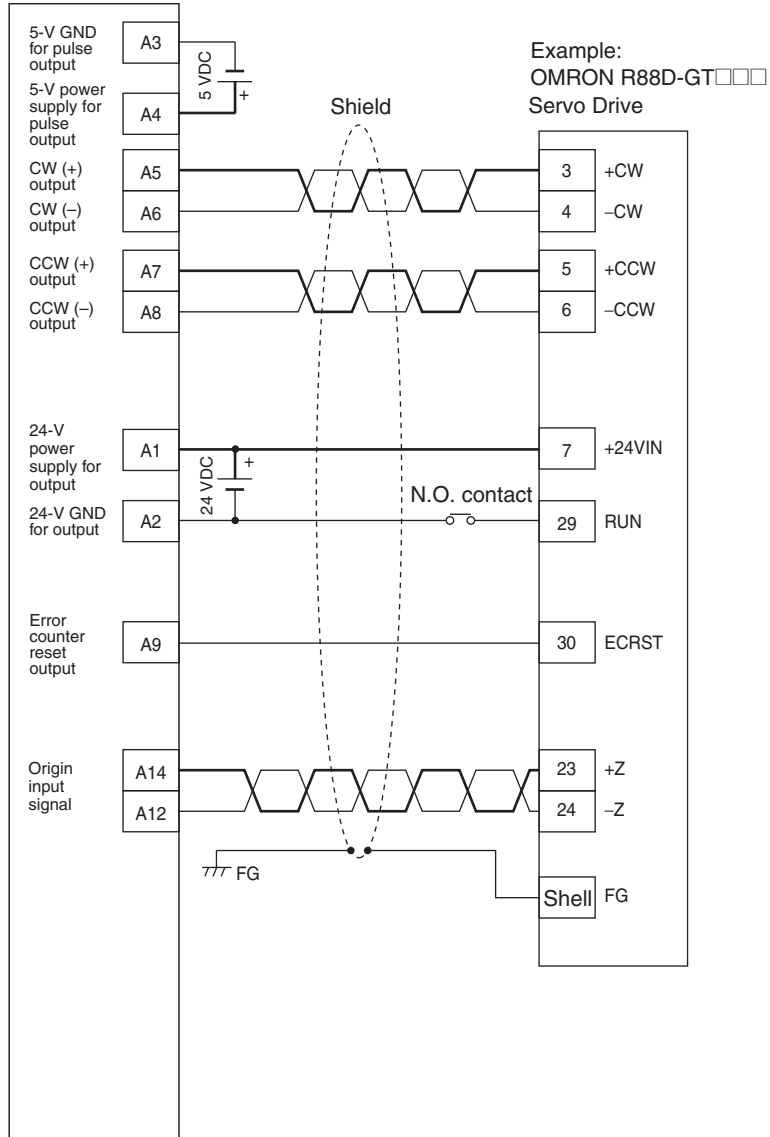 5-V GND
for pulse
output
A3
5 VDC
+
5-V power
supply for
pulse
output
A4
Example:
OMRON R88D-GT□□□
Servo Drive
Shield
CW (+)
output
A5
3
+CW
CW (–)
output
A6
4
–CW
CCW (+)
output
A7
5
+CCW
CCW (–)
output
A8
6
–CCW
24-V
power
supply for
output
A1
24 VDC
+
7
+24VIN
24-V GND
for output
A2
N.O. contact
29
RUN
Error
counter
reset
output
A9
30
ECRST
Origin
input
signal
A14
23
+Z
A12
24
–Z
FG
Shell
FG